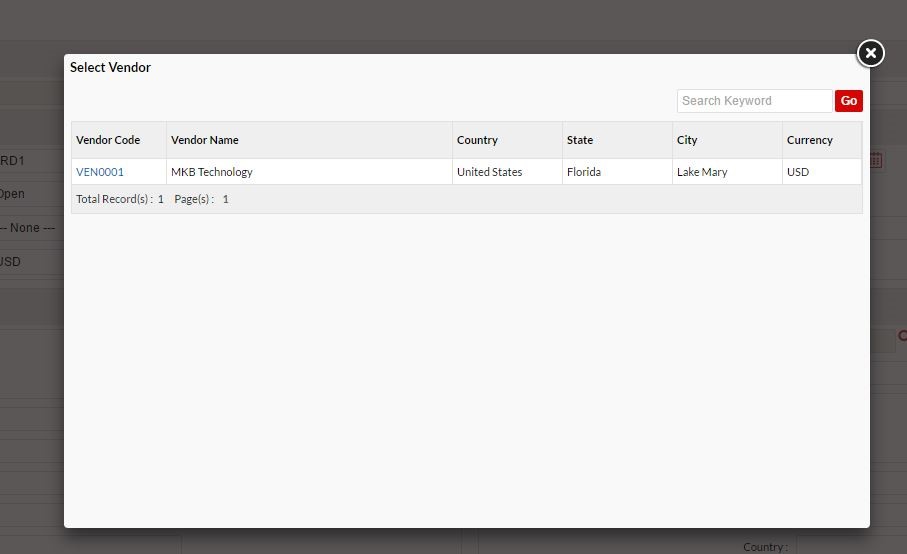 Select Vendor
Search Keyword Go
Vendor Code Vendor Name Country State City Currency
RD1
VEN0001 MKB Technology United States Florida Lake Mary USD
Open
Total Record(s) : 1 Page(s) : 1
-- None ---
USD
Country :